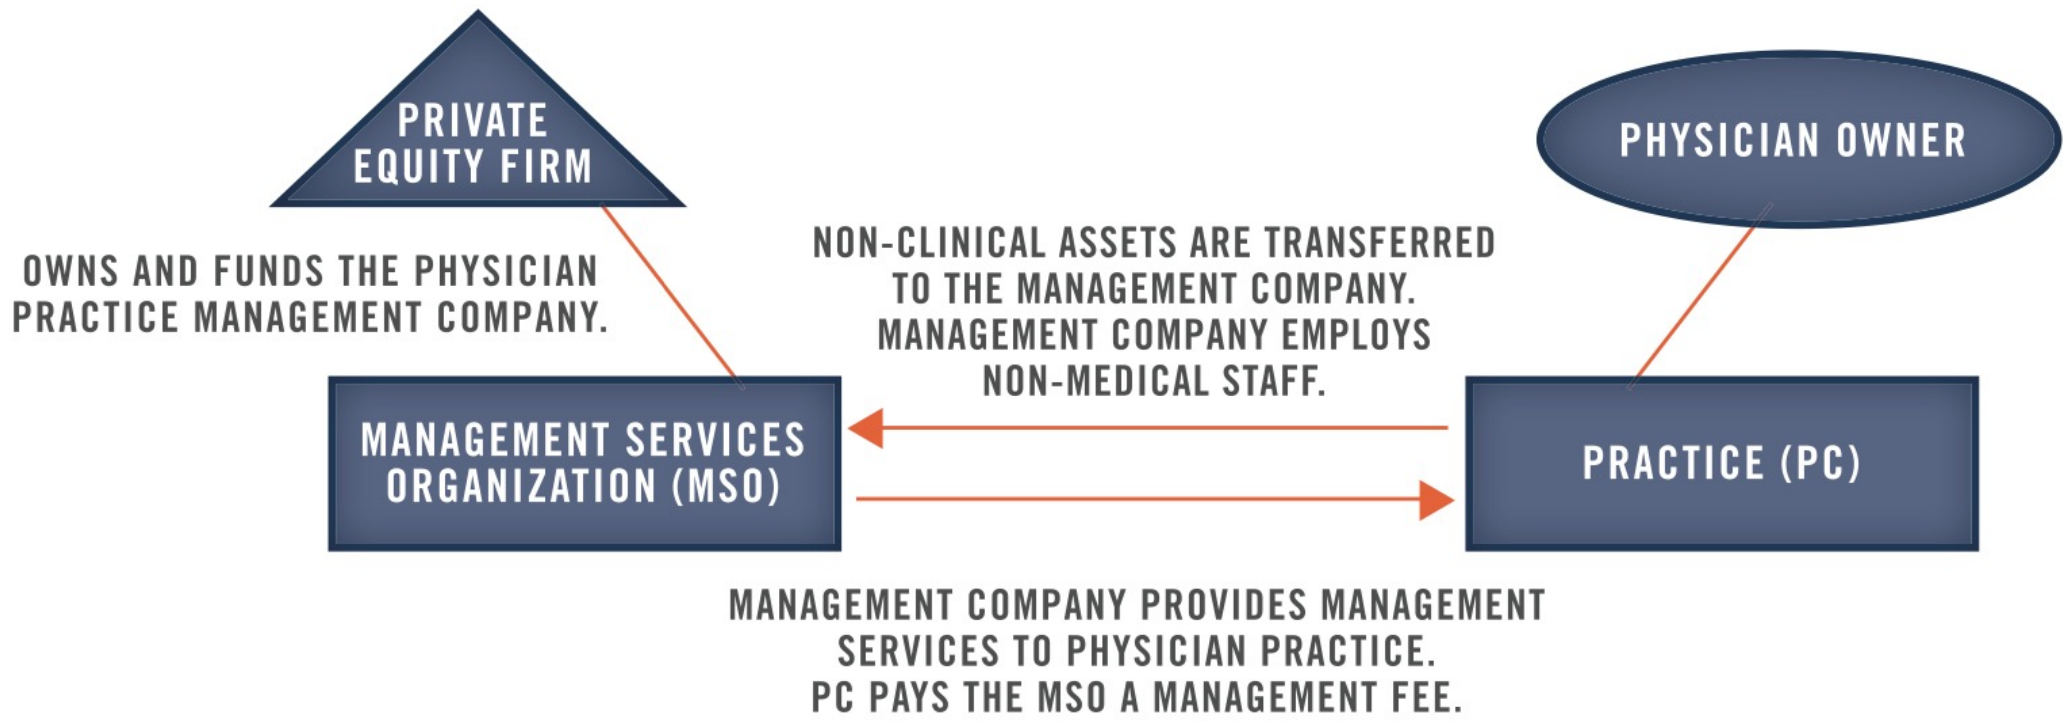 PRIVATE
EQUITY FIRM
PHYSICIAN OWNER
OWNS AND FUNDS THE PHYSICIAN
PRACTICE MANAGEMENT COMPANY.
NON-CLINICAL ASSETS ARE TRANSFERRED
TO THE MANAGEMENT COMPANY.
MANAGEMENT COMPANY EMPLOYS
NON-MEDICAL STAFF.
MANAGEMENT SERVICES
ORGANIZATION (MSO)
PRACTICE (PC)
MANAGEMENT COMPANY PROVIDES MANAGEMENT
SERVICES TO PHYSICIAN PRACTICE.
PC PAYS THE MSO A MANAGEMENT FEE.